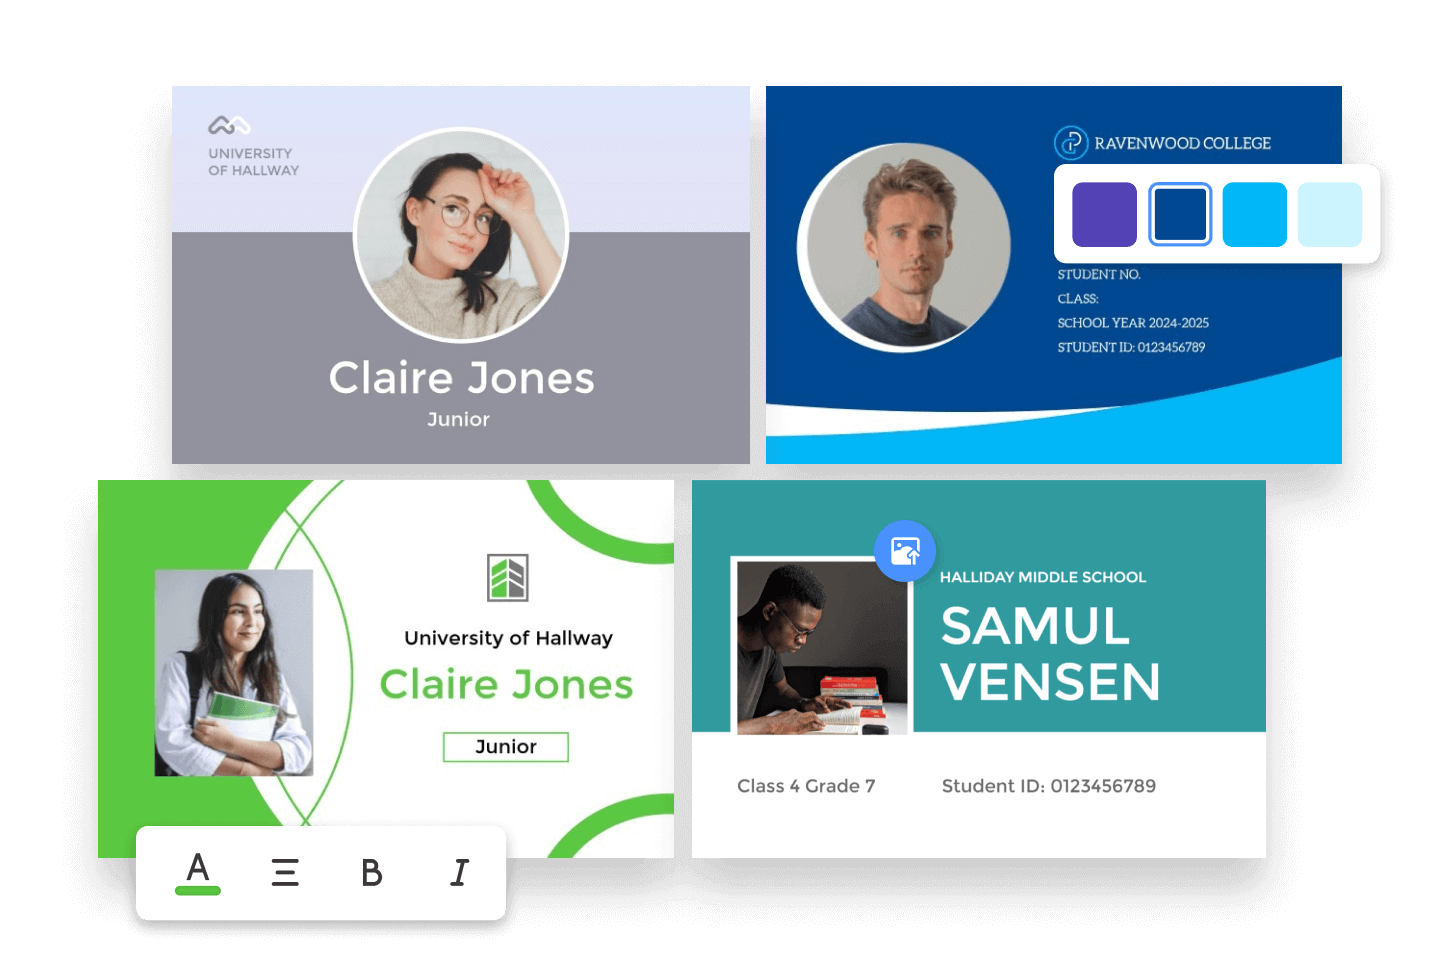 UNIVERSITY
OF HALLWAY
Claire Jones
Junior
RAVENWOOD COLLEGE
STUDENT NO.
CLASS:
SCHOOL YEAR 2024-2025
STUDENT ID: 0123456789
University of Hallway
Claire Jones
Junior
HALLIDAY MIDDLE SCHOOL
SAMUL
VENSEN
Class 4 Grade 7
Student ID: 0123456789
A B I